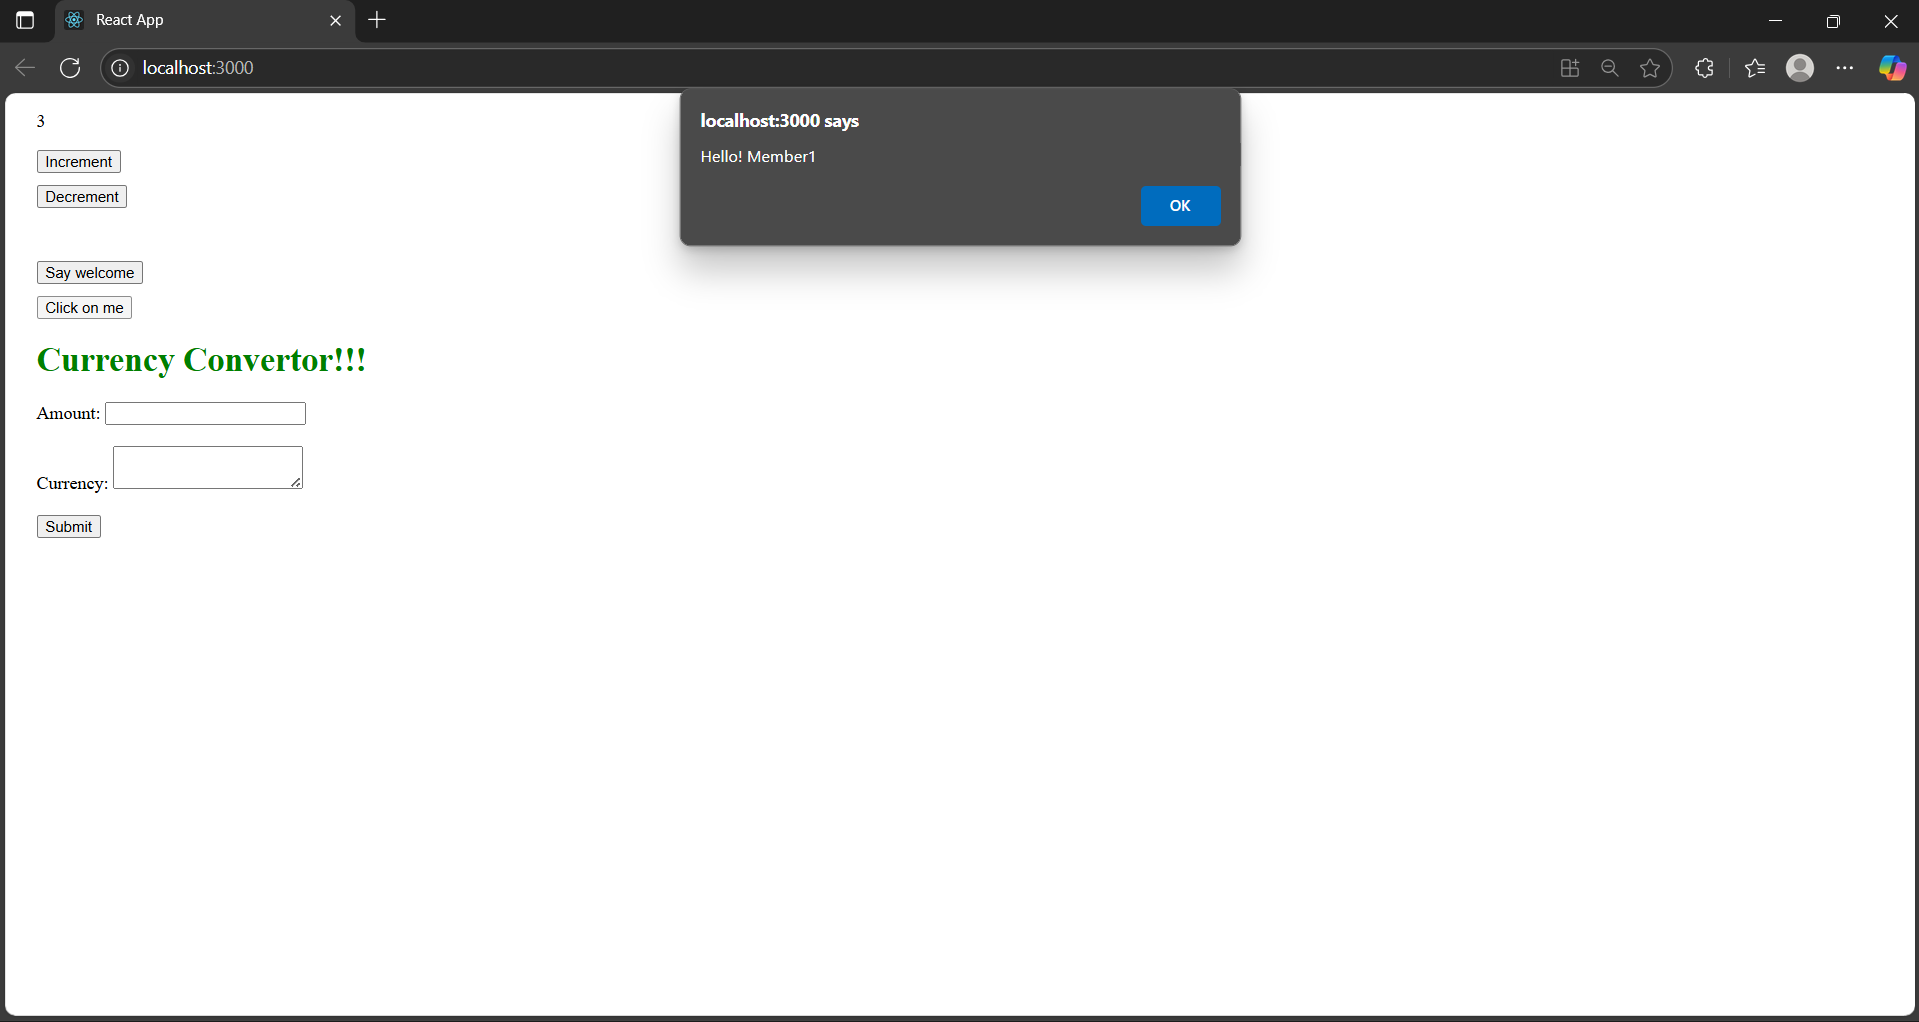 React App
localhost:3000
localhost:3000 says
Hello! Member1
OK
3
Increment
Decrement
Say welcome
Click on me
Currency Convertor!!!
Amount:
Currency:
Submit